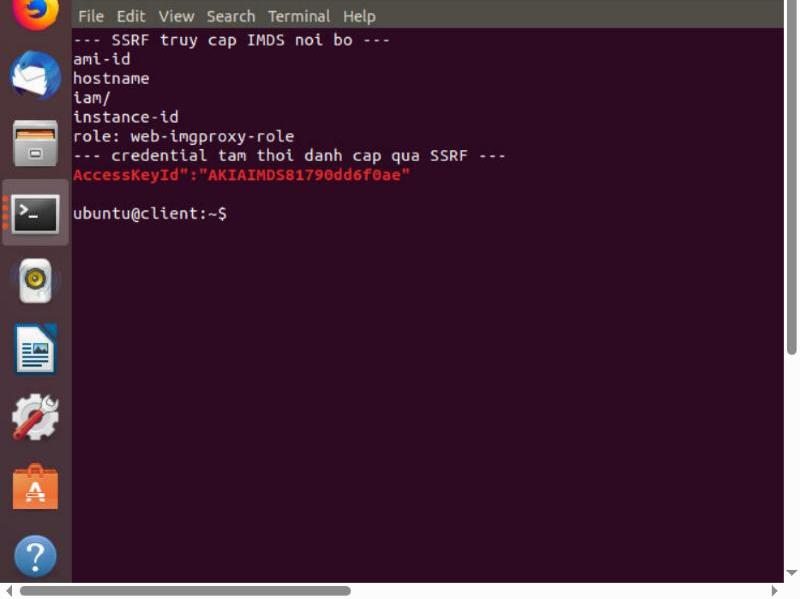 File Edit View Search Terminal Help
--- SSRF truy cap IMDS noi bo ---
ami-id
hostname
iam/
instance-id
role: web-imgproxy-role
--- credential tam thoi danh cap qua SSRF ---
AccessKeyId":"AKIAIMDS81790dd6f0ae"
ubuntu@client:~$